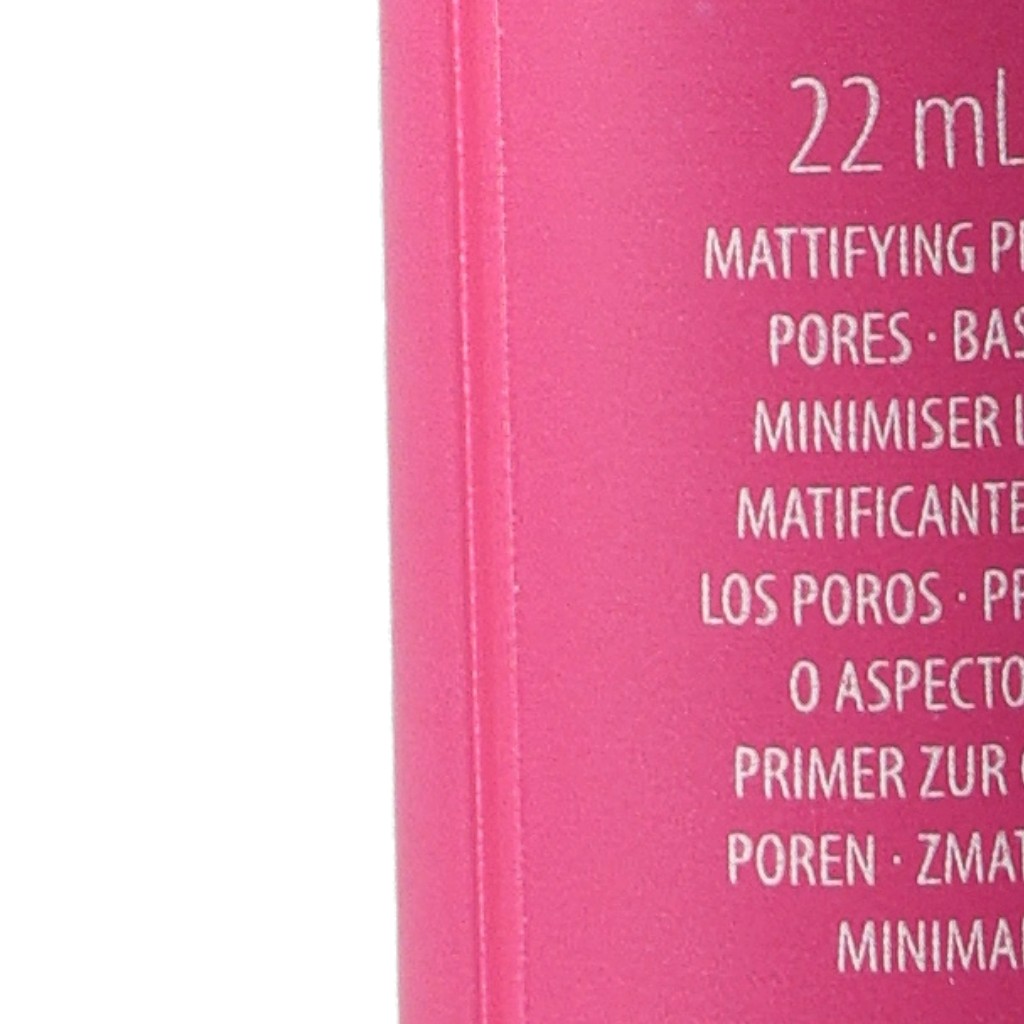 22 mL
MATTIFYING
PORES · BAS
MINIMISER
MATIFICANTE
LOS POROS ·
O ASPECTO
PRIMER ZUR
POREN · ZMAT
MINIMA